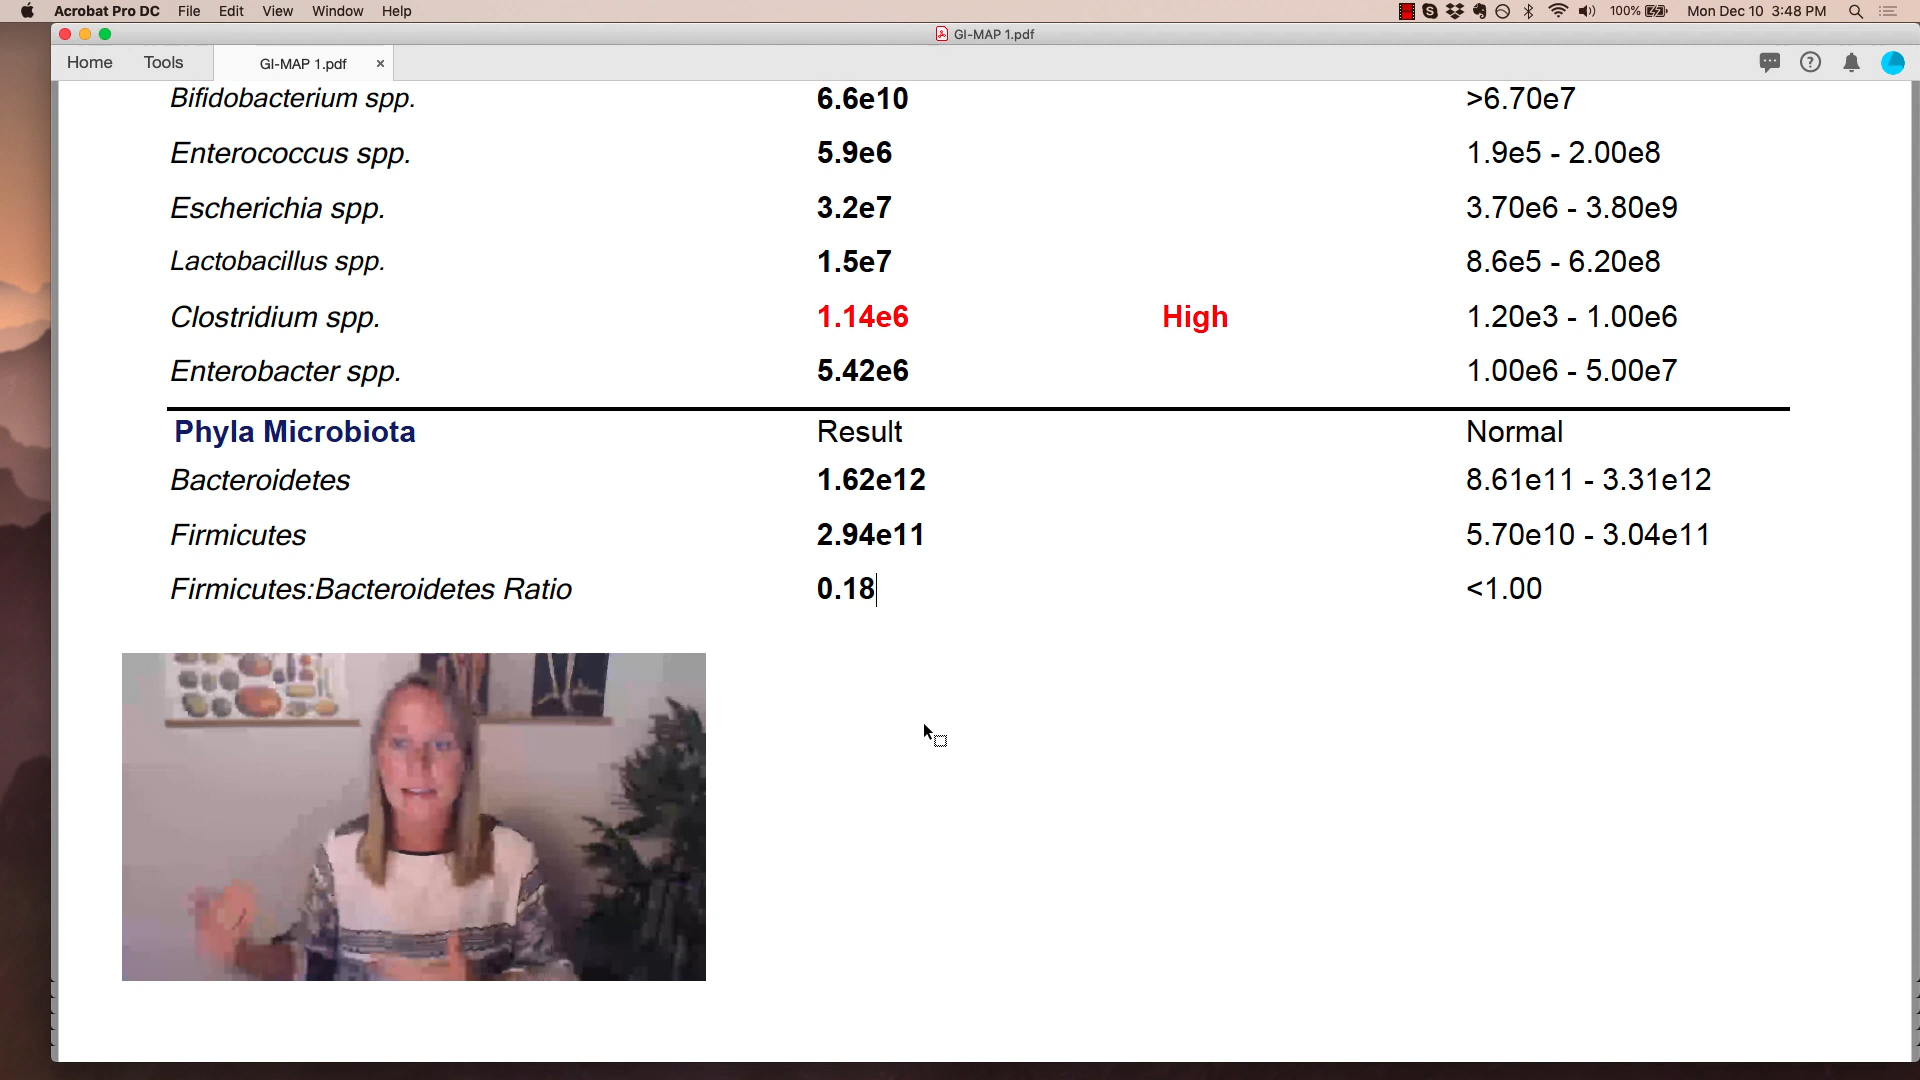 Acrobat Pro DC File Edit View Window Help 100% Mon Dec 10 3:48 PM
GI-MAP 1.pdf
Home Tools GI-MAP 1.pdf ×
Bifidobacterium spp. 6.6e10 >6.70e7
Enterococcus spp. 5.9e6 1.9e5 - 2.00e8
Escherichia spp. 3.2e7 3.70e6 - 3.80e9
Lactobacillus spp. 1.5e7 8.6e5 - 6.20e8
Clostridium spp. 1.14e6 High 1.20e3 - 1.00e6
Enterobacter spp. 5.42e6 1.00e6 - 5.00e7
Phyla Microbiota Result Normal
Bacteroidetes 1.62e12 8.61e11 - 3.31e12
Firmicutes 2.94e11 5.70e10 - 3.04e11
Firmicutes:Bacteroidetes Ratio 0.18 <1.00